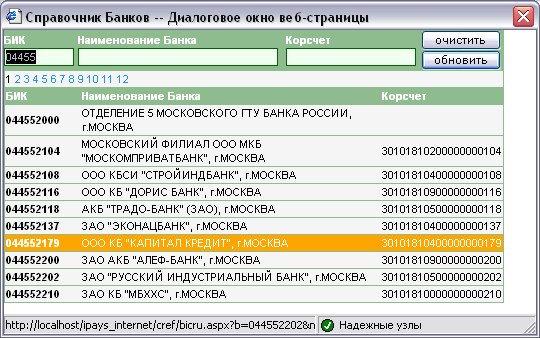 Справочник Банков -- Диалоговое окно веб-страницы
БИК Наименование Банка Корсчет очистить
04455 обновить
1 2 3 4 5 6 7 8 9 10 11 12
БИК Наименование Банка Корсчет
044552000 ОТДЕЛЕНИЕ 5 МОСКОВСКОГО ГТУ БАНКА РОССИИ,
г.МОСКВА
044552104 МОСКОВСКИЙ ФИЛИАЛ ООО МКБ
"МОСКОМПРИВАТБАНК", г.МОСКВА 30101810200000000104
044552108 ООО КБСИ "СТРОЙИНДБАНК", г.МОСКВА 30101810400000000108
044552116 ООО КБ "ДОРИС БАНК", г.МОСКВА 30101810900000000116
044552118 АКБ "ТРАДО-БАНК" (ЗАО), г.МОСКВА 30101810500000000118
044552137 ЗАО "ЭКОНАЦБАНК", г.МОСКВА 30101810400000000137
044552179 ООО КБ "КАПИТАЛ КРЕДИТ", г.МОСКВА 30101810400000000179
044552200 ЗАО АКБ "АЛЕФ-БАНК", г.МОСКВА 30101810900000000200
044552202 ЗАО "РУССКИЙ ИНДУСТРИАЛЬНЫЙ БАНК", г.МОСКВА 30101810500000000202
044552210 ЗАО КБ "МБХХС", г.МОСКВА 30101810000000000210
http://localhost/ipays_internet/cref/bicru.aspx?b=044552202&n Надежные узлы